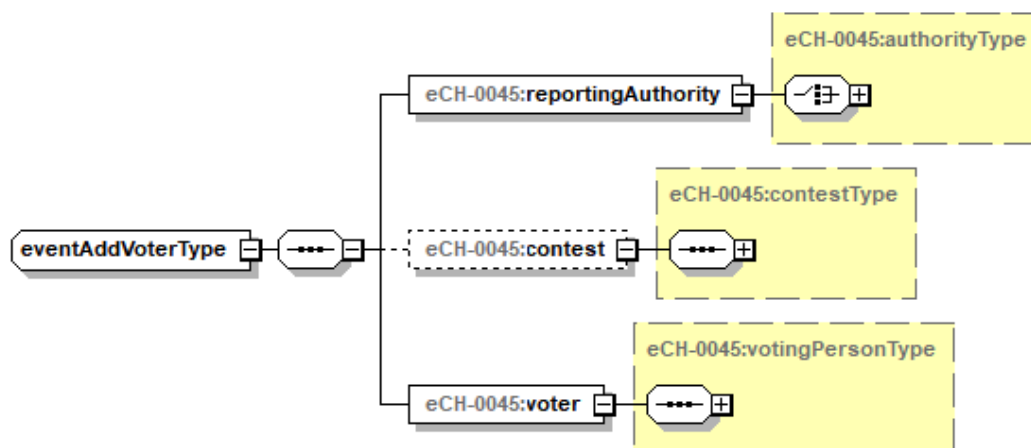 eCH-0045:authorityType
eCH-0045:reportingAuthority
eCH-0045:contestType
eventAddVoterType
eCH-0045:contest
eCH-0045:votingPersonType
eCH-0045:voter